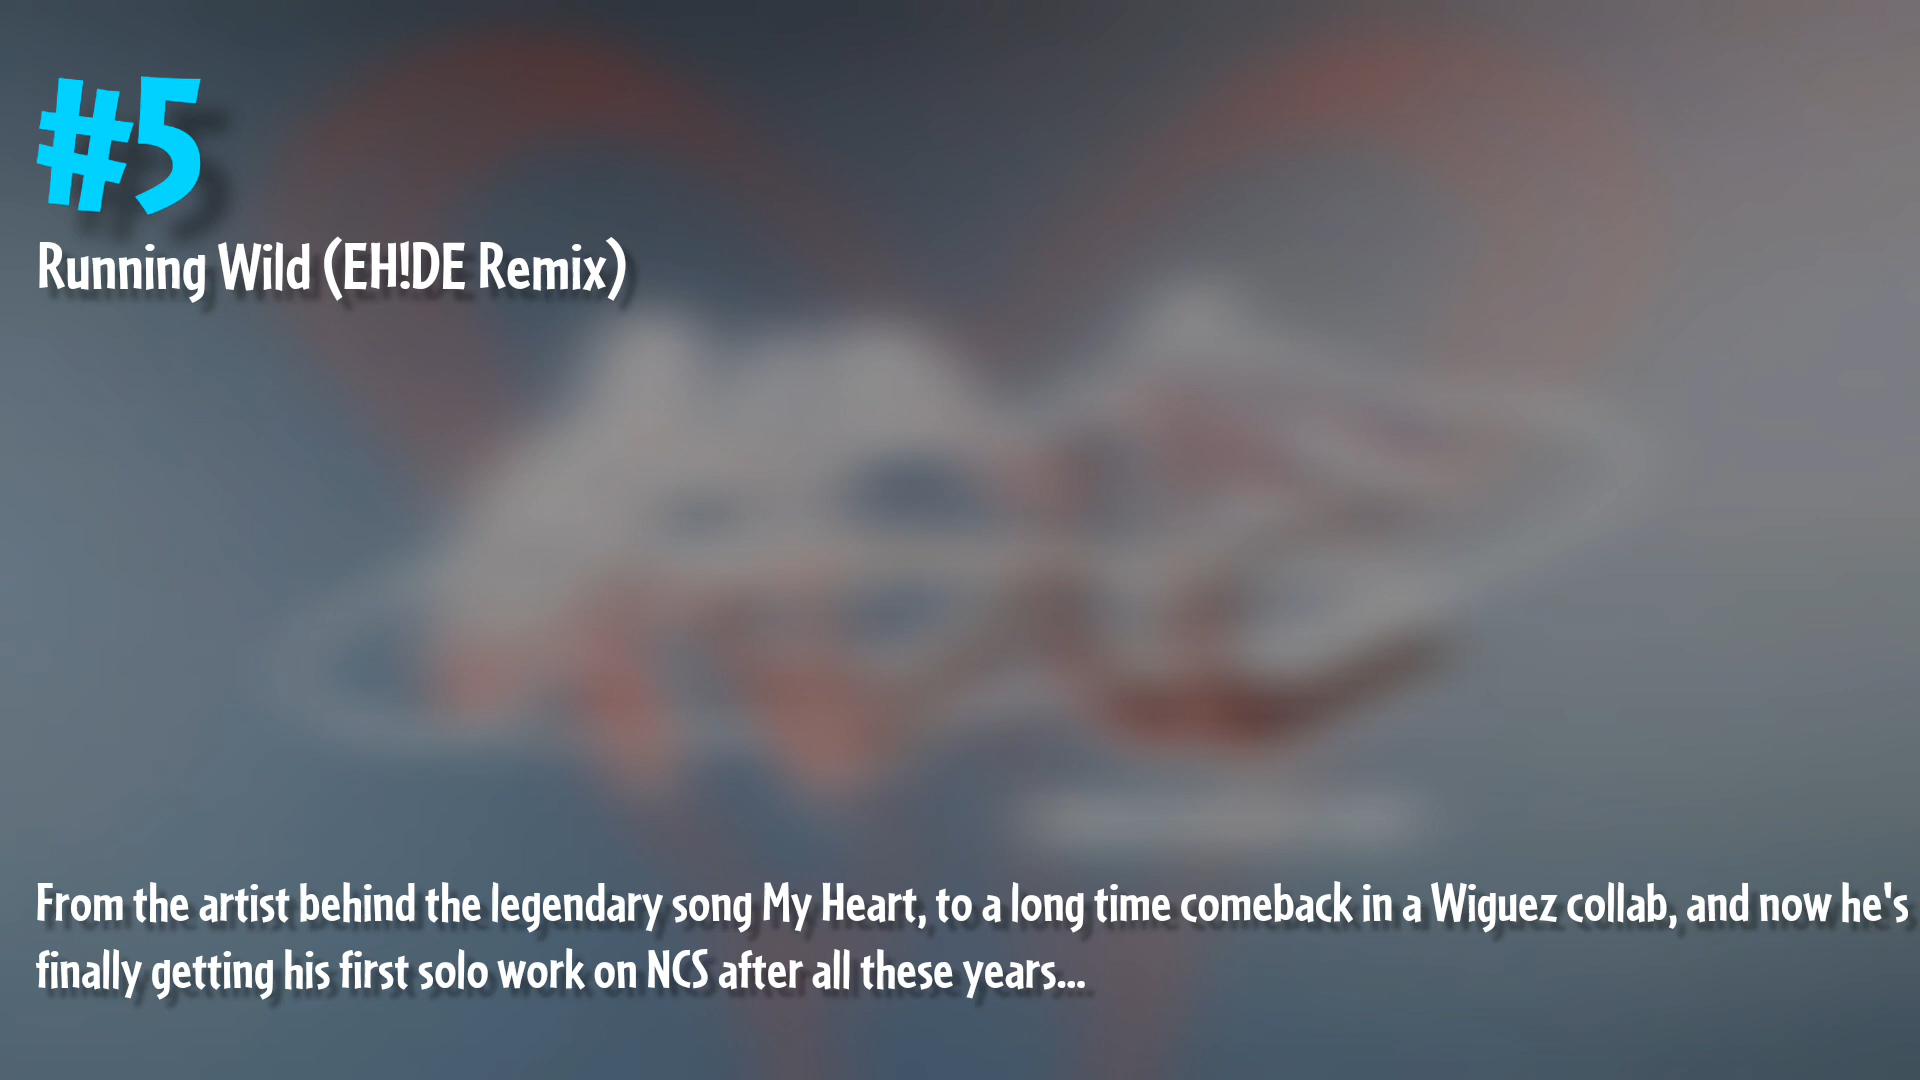 #5
Running Wild (EH!DE Remix)
From the artist behind the legendary song My Heart, to a long time comeback in a Wiguez collab, and now he's
finally getting his first solo work on NCS after all these years...